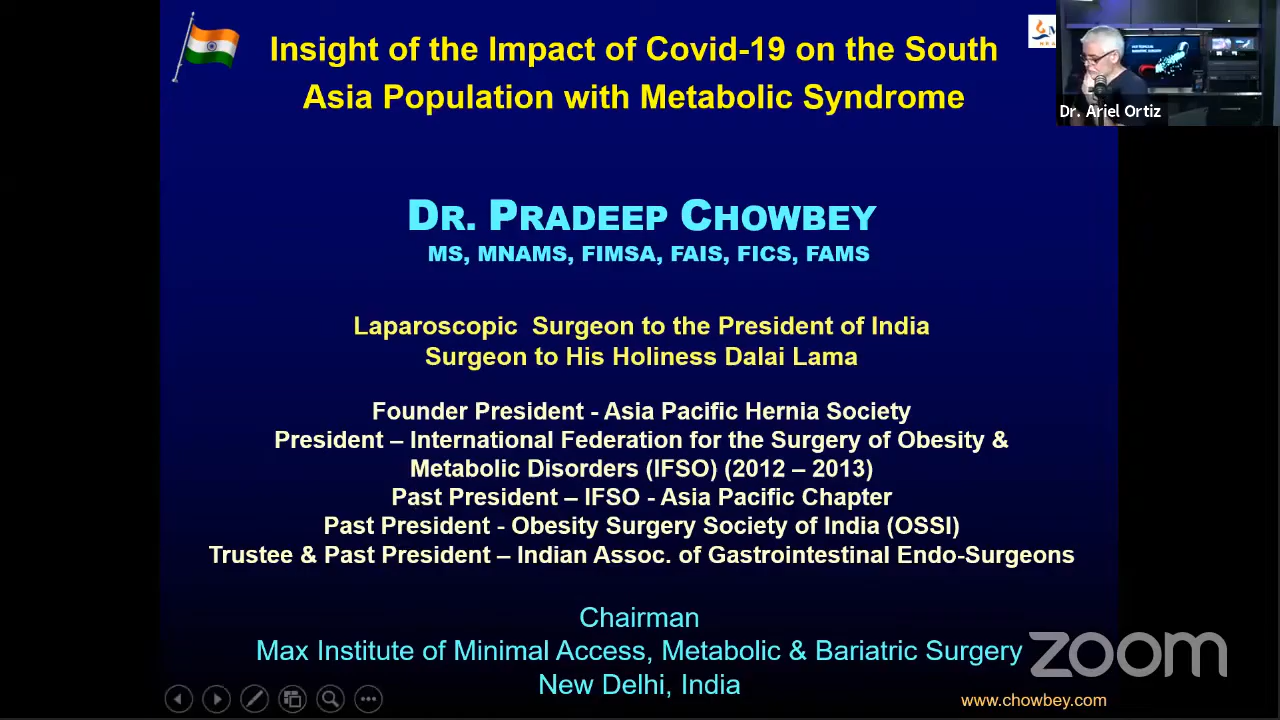 Insight of the Impact of Covid-19 on the South
Asia Population with Metabolic Syndrome
Dr. Ariel Ortiz
DR. PRADEEP CHOWBEY
MS, MNAMS, FIMSA, FAIS, FICS, FAMS
Laparoscopic Surgeon to the President of India
Surgeon to His Holiness Dalai Lama
Founder President - Asia Pacific Hernia Society
President – International Federation for the Surgery of Obesity &
Metabolic Disorders (IFSO) (2012 – 2013)
Past President – IFSO - Asia Pacific Chapter
Past President - Obesity Surgery Society of India (OSSI)
Trustee & Past President – Indian Assoc. of Gastrointestinal Endo-Surgeons
Chairman
Max Institute of Minimal Access, Metabolic & Bariatric Surgery
New Delhi, India
zoom
www.chowbey.com